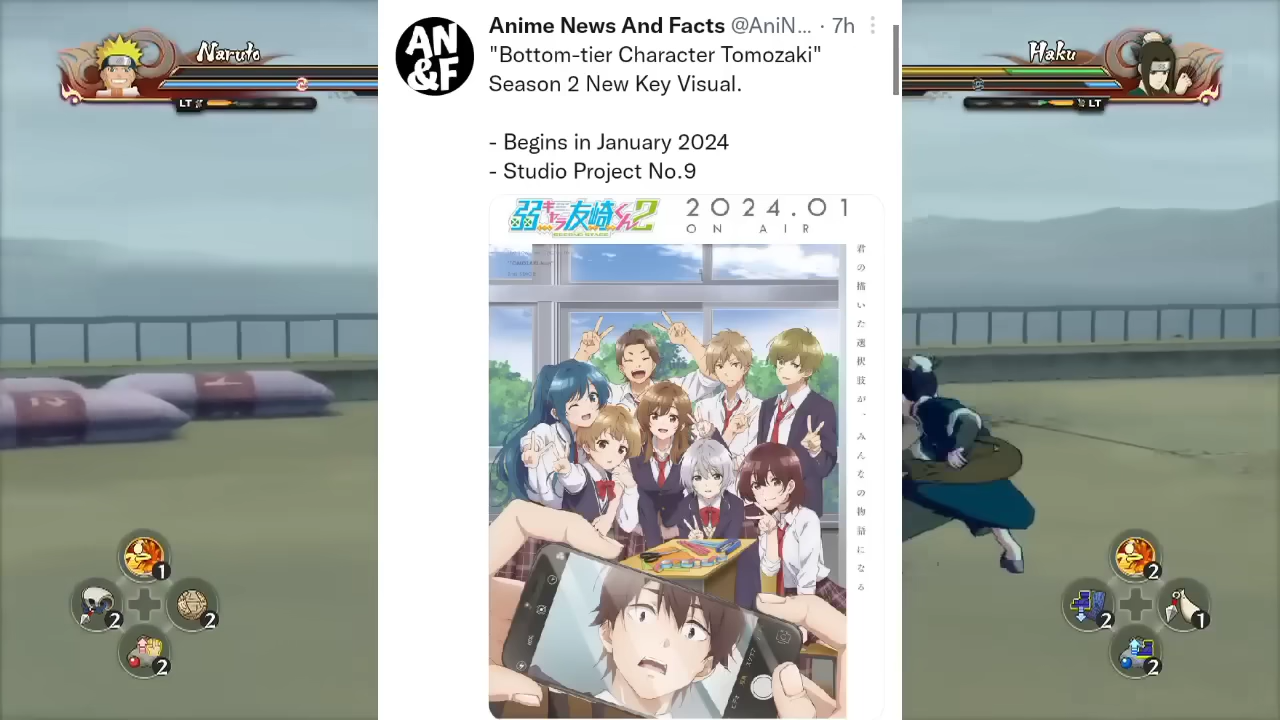 Naruto
LT
1
2
2
2
AN
&F
Anime News And Facts @AniN... · 7h
"Bottom-tier Character Tomozaki"
Season 2 New Key Visual.
- Begins in January 2024
- Studio Project No.9
弱キャラ友崎くん2
2024.01
ON AIR
君の描いた選択肢が、みんなの物語になる
Haku
LT
2
2
1
2